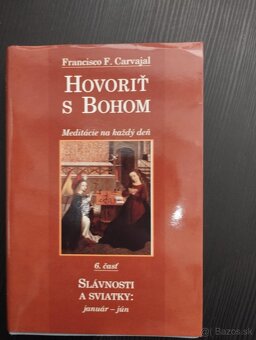 Francisco F. Carvajal
HOVORIŤ
S BOHOM
Meditácie na každý deň
6. časť
SLÁVNOSTI
A SVIATKY:
január – jún
Bazos.sk